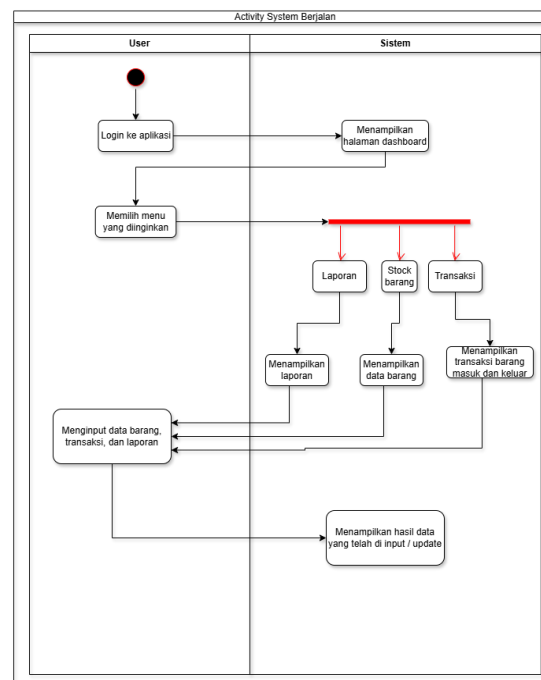 Activity System Berjalan
User
Sistem
Login ke aplikasi
Menampilkan
halaman dashboard
Memilih menu
yang diinginkan
Laporan
Stock
barang
Transaksi
Menampilkan
laporan
Menampilkan
data barang
Menampilkan
transaksi barang
masuk dan keluar
Menginput data barang,
transaksi, dan laporan
Menampilkan hasil data
yang telah di input / update